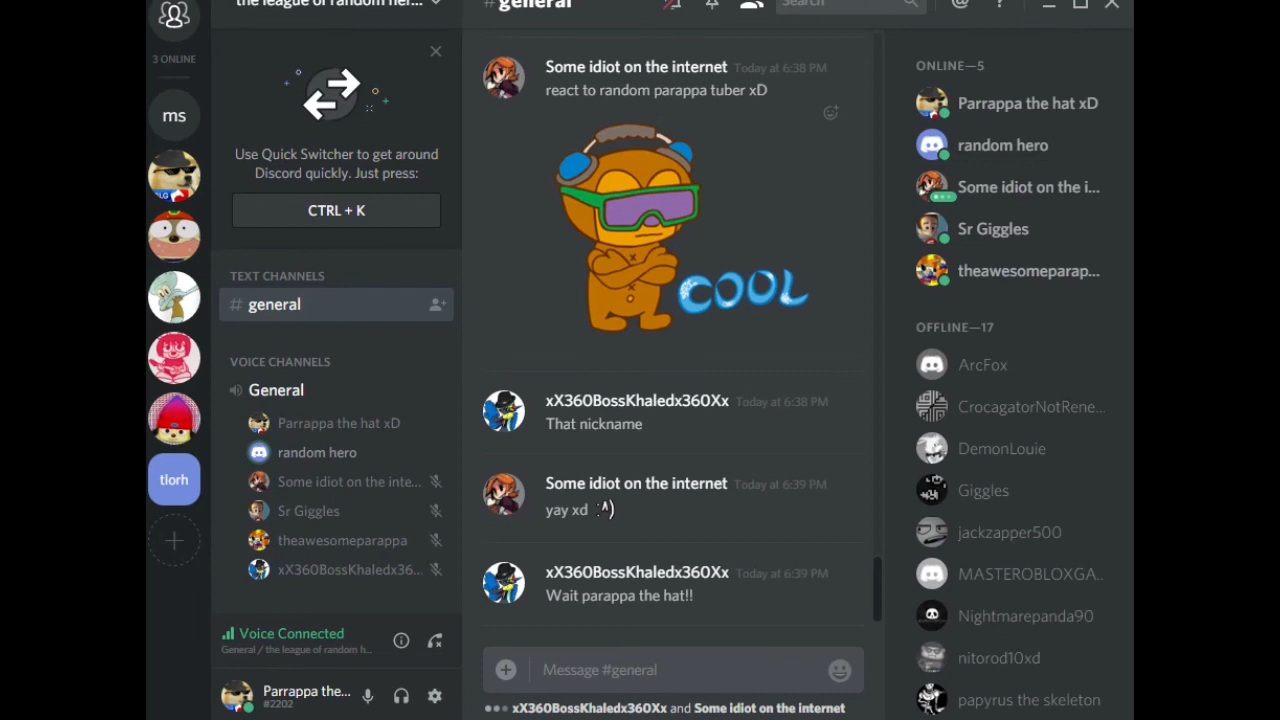 the league of random her...
# general
Search
@
?
3 ONLINE
ms
tlorh
Use Quick Switcher to get around
Discord quickly. Just press:
CTRL + K
TEXT CHANNELS
# general
VOICE CHANNELS
General
Parrappa the hat xD
random hero
Some idiot on the inte...
Sr Giggles
theawesomeparappa
xX360BossKhaledx36...
Voice Connected
General / the league of random h...
Parrappa the...
#2202
Some idiot on the internet Today at 6:38 PM
react to random parappa tuber xD
COOL
xX360BossKhaledx360Xx Today at 6:38 PM
That nickname
Some idiot on the internet Today at 6:39 PM
yay xd :^)
xX360BossKhaledx360Xx Today at 6:39 PM
Wait parappa the hat!!
Message #general
xX360BossKhaledx360Xx and Some idiot on the internet
ONLINE—5
Parrappa the hat xD
random hero
Some idiot on the i...
Sr Giggles
theawesomeparap...
OFFLINE—17
ArcFox
CrocagatorNotRene...
DemonLouie
Giggles
jackzapper500
MASTEROBLOXGA...
Nightmarepanda90
nitorod10xd
papyrus the skeleton